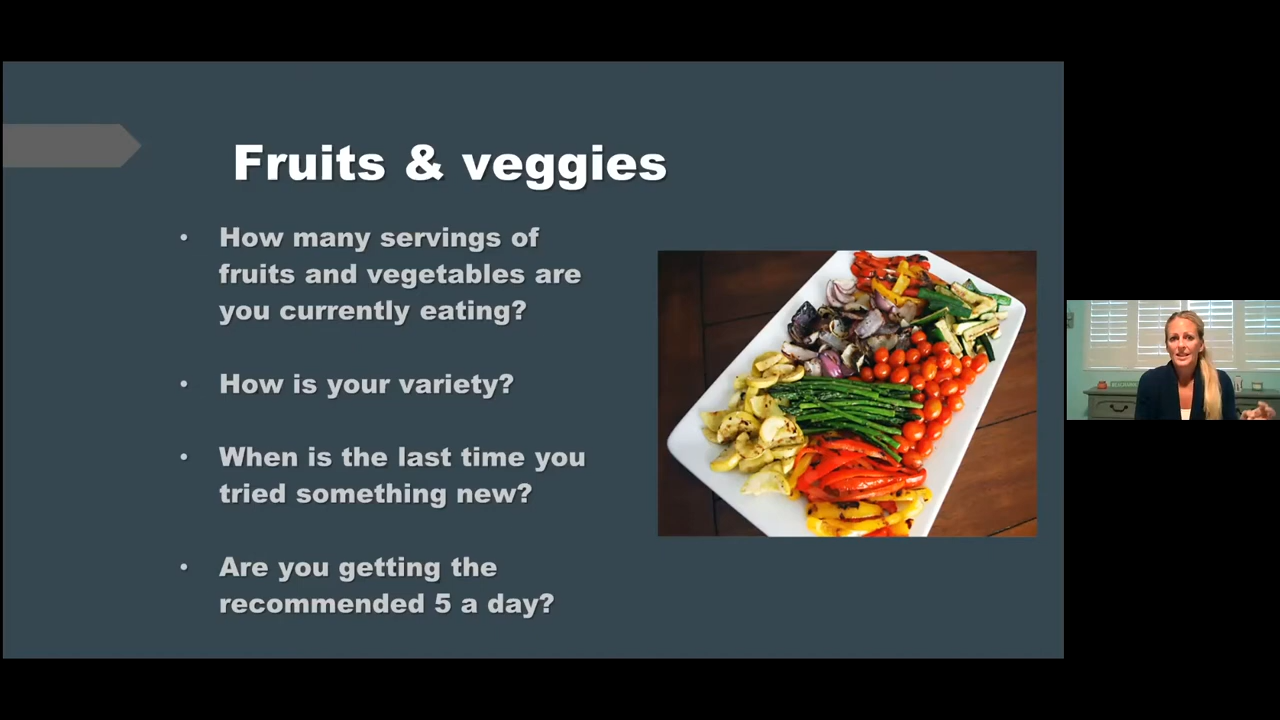 Fruits & veggies
• How many servings of
fruits and vegetables are
you currently eating?
• How is your variety?
• When is the last time you
tried something new?
• Are you getting the
recommended 5 a day?